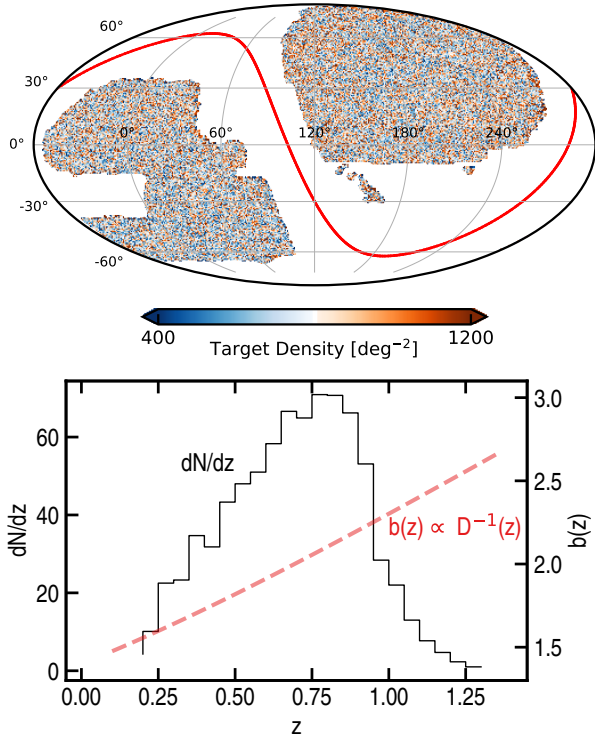 60°
30°
0° 60° 120° 180° 240°
0°
-30°
-60°
400 1200
Target Density [deg⁻²]
3.0
60
dN/dz
2.5
40
b(z) ∝ D⁻¹(z)
dN/dz
b(z)
2.0
20
1.5
0
0.00 0.25 0.50 0.75 1.00 1.25
z